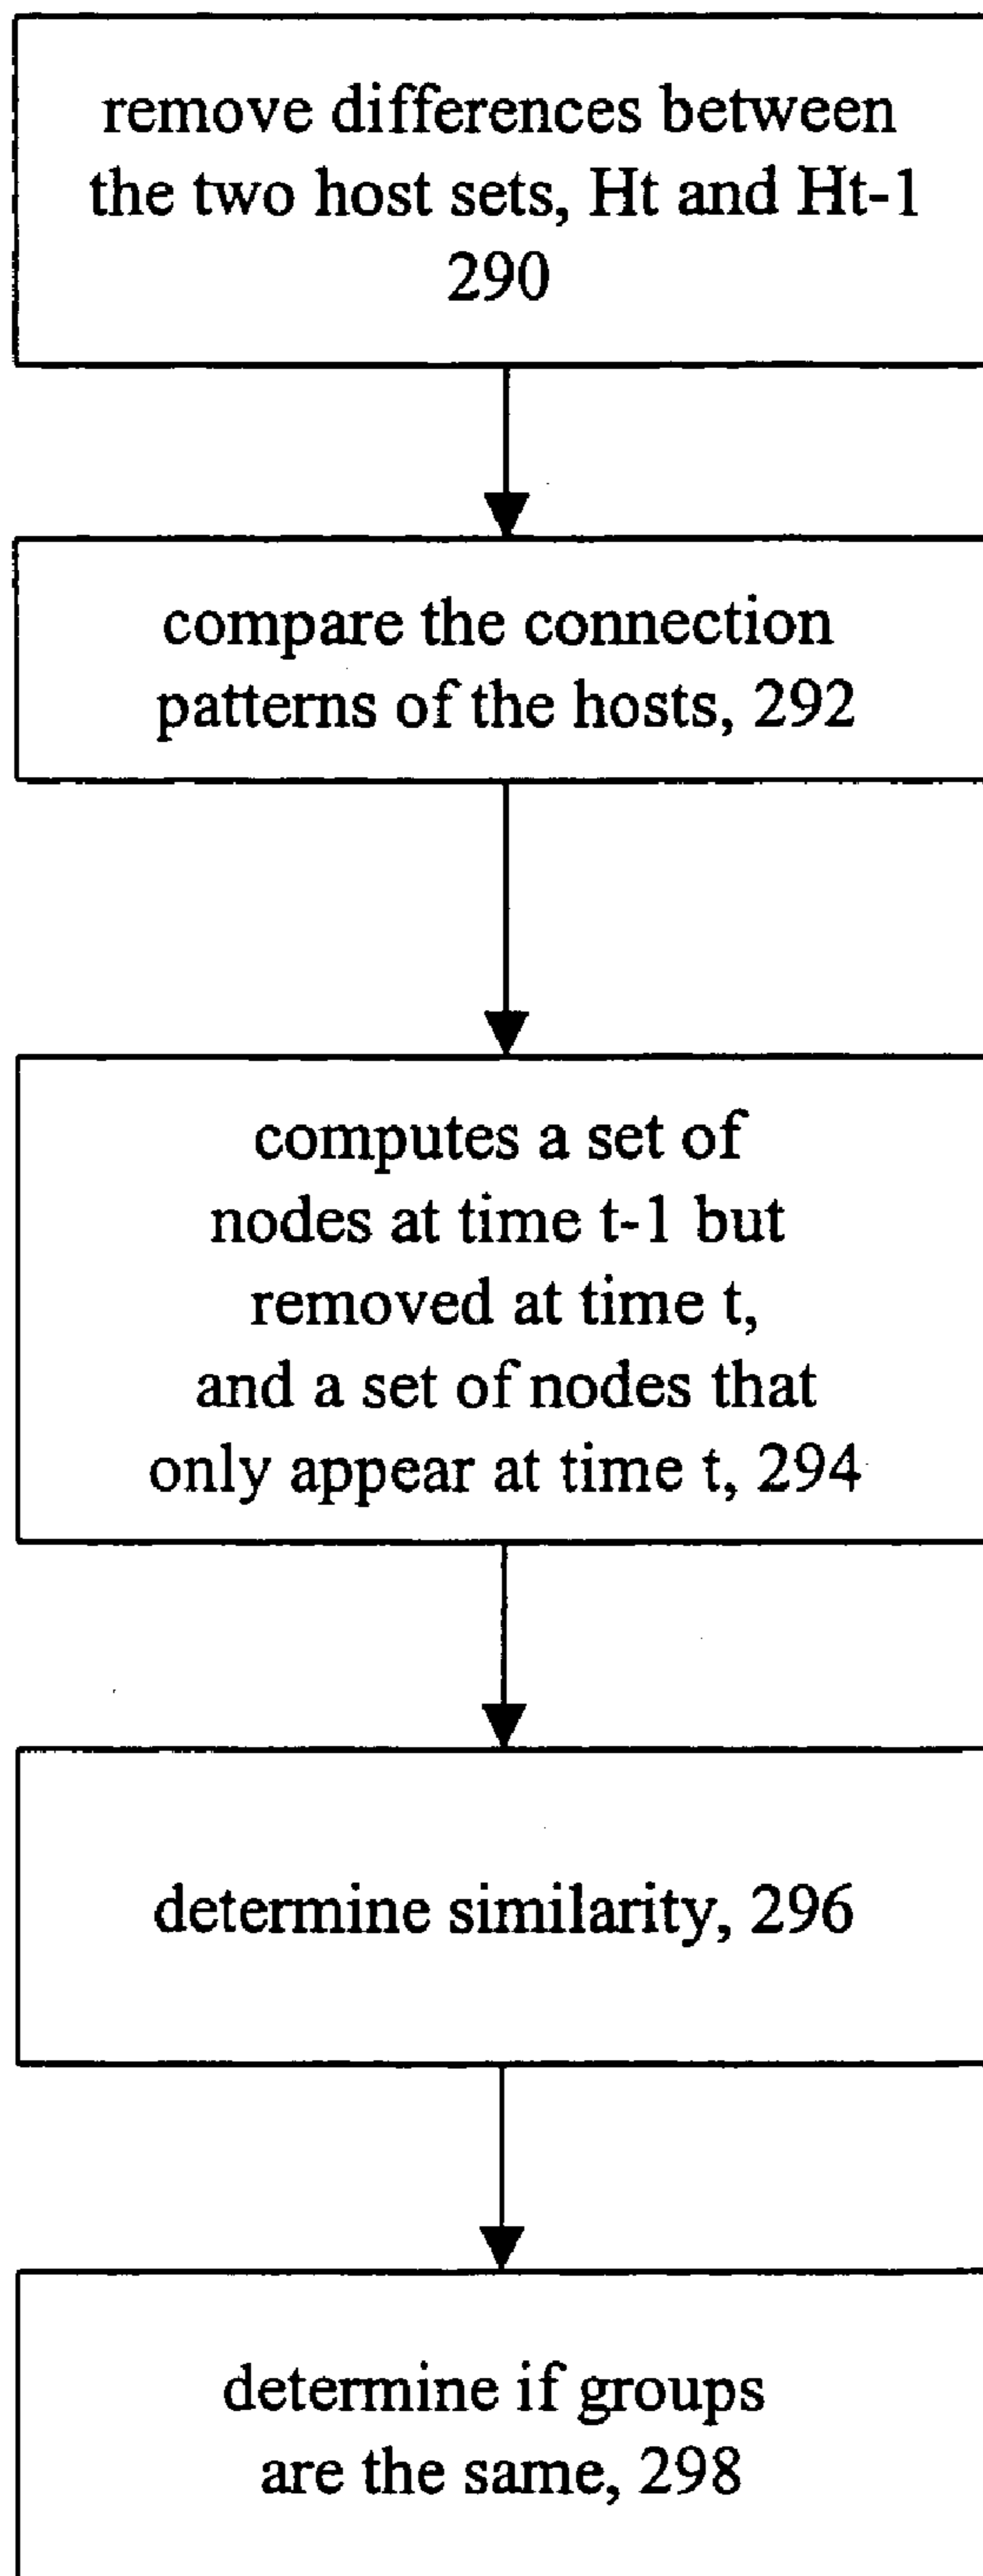 remove differences between
the two host sets, Ht and Ht-1
290
compare the connection
patterns of the hosts, 292
computes a set of
nodes at time t-1 but
removed at time t,
and a set of nodes that
only appear at time t, 294
determine similarity, 296
determine if groups
are the same, 298